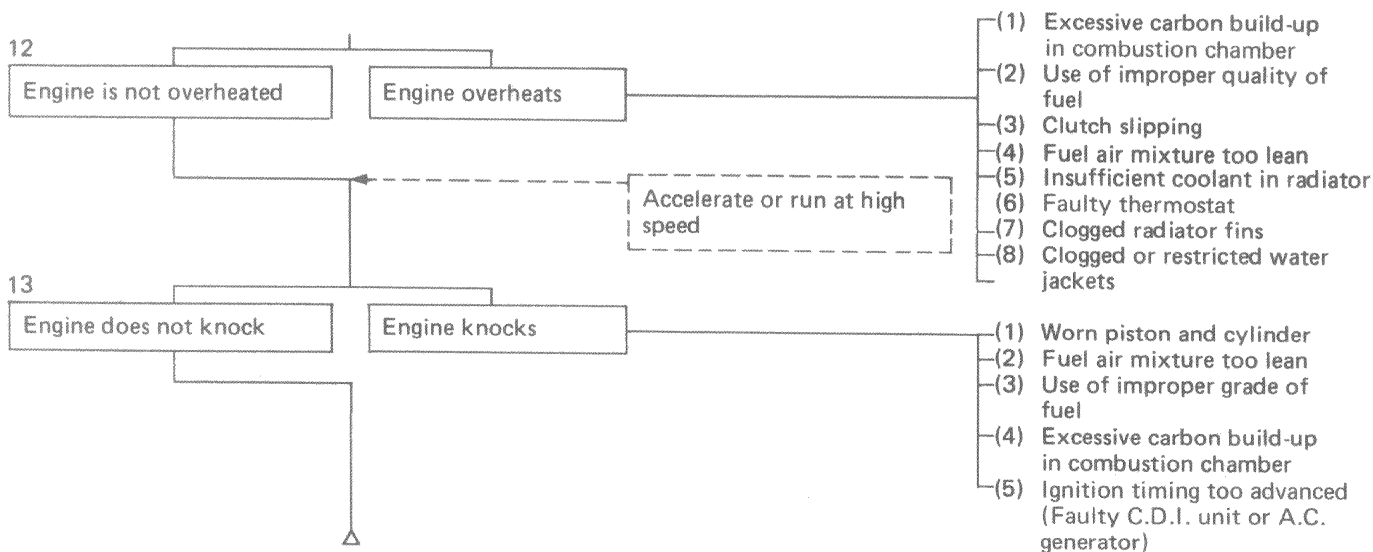 12
Engine is not overheated
Engine overheats
(1) Excessive carbon build-up
in combustion chamber
(2) Use of improper quality of
fuel
(3) Clutch slipping
(4) Fuel air mixture too lean
(5) Insufficient coolant in radiator
(6) Faulty thermostat
(7) Clogged radiator fins
(8) Clogged or restricted water
jackets
Accelerate or run at high
speed
13
Engine does not knock
Engine knocks
(1) Worn piston and cylinder
(2) Fuel air mixture too lean
(3) Use of improper grade of
fuel
(4) Excessive carbon build-up
in combustion chamber
(5) Ignition timing too advanced
(Faulty C.D.I. unit or A.C.
generator)